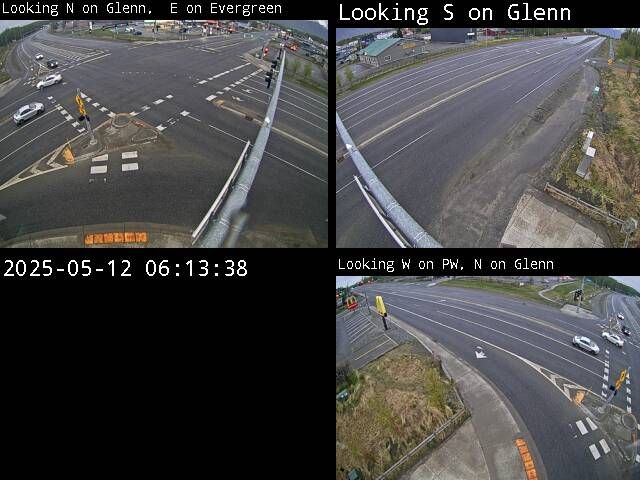 Looking N on Glenn,  E on Evergreen
Looking S on Glenn
2025-05-12 06:13:38
Looking W on PW, N on Glenn